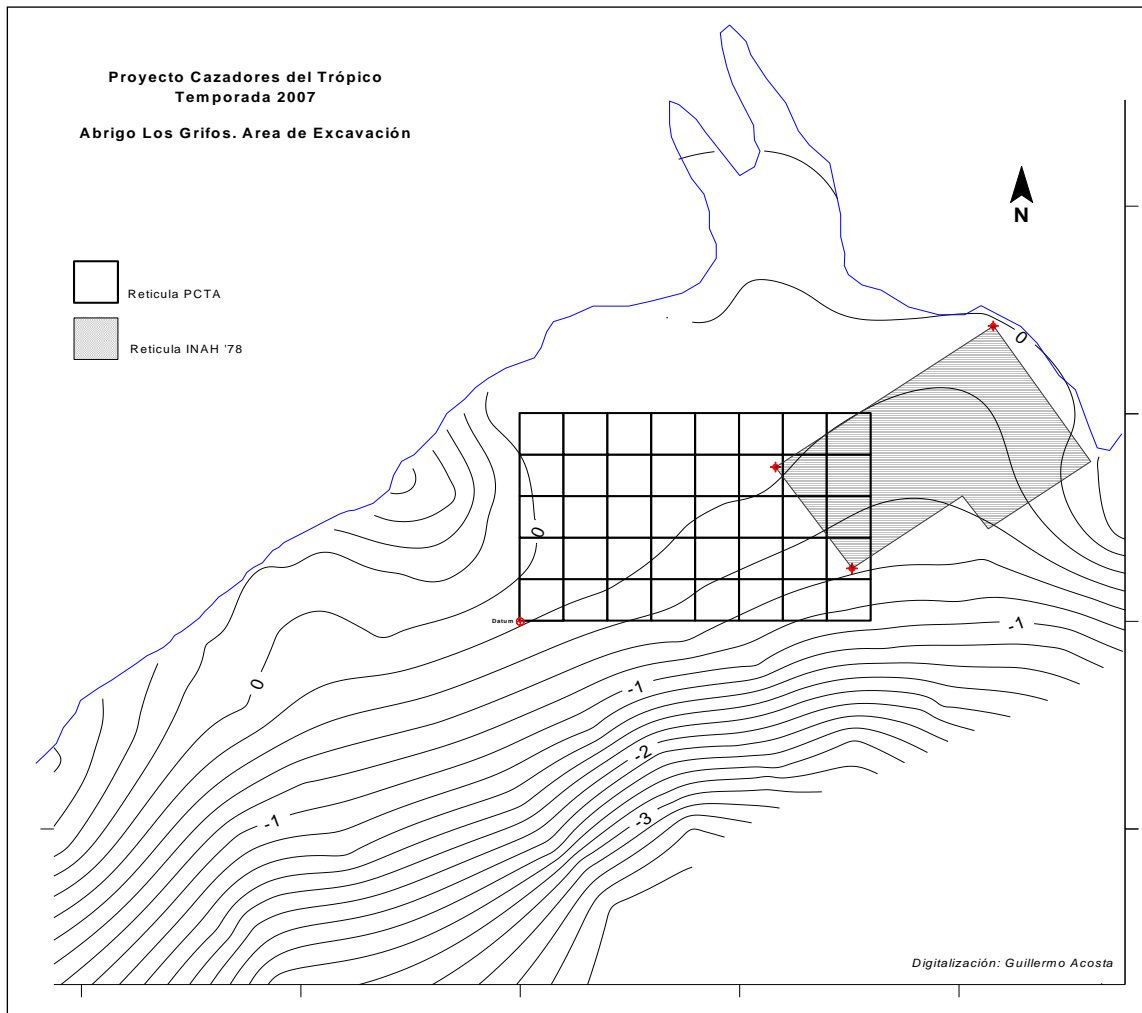 Proyecto Cazadores del Trópico
Temporada 2007
Abrigo Los Grifos. Area de Excavación
N
Reticula PCTA
Reticula INAH '78
0
0
Datum
0
-1
-1
-2
-1
-3
Digitalización: Guillermo Acosta